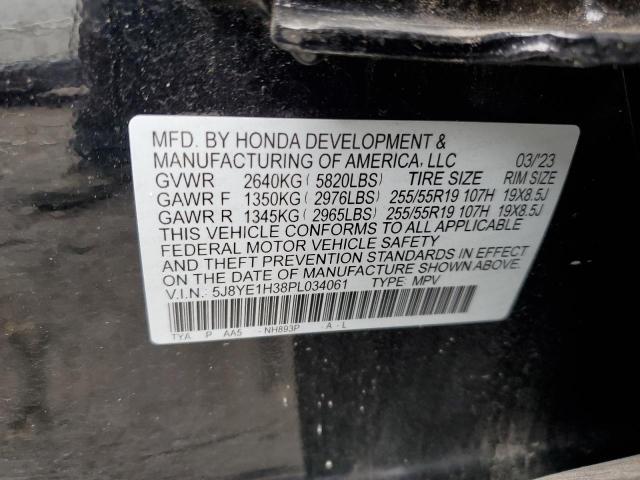 MFD. BY HONDA DEVELOPMENT &
MANUFACTURING OF AMERICA, LLC 03/'23
GVWR 2640KG ( 5820LBS) TIRE SIZE RIM SIZE
GAWR F 1350KG ( 2976LBS) 255/55R19 107H 19X8.5J
GAWR R 1345KG ( 2965LBS) 255/55R19 107H 19X8.5J
THIS VEHICLE CONFORMS TO ALL APPLICABLE
FEDERAL MOTOR VEHICLE SAFETY
AND THEFT PREVENTION STANDARDS IN EFFECT
ON THE DATE OF MANUFACTURE SHOWN ABOVE.
V.I.N.: 5J8YE1H38PL034061 TYPE: MPV
TYA P AA5 - NH893P - A - L